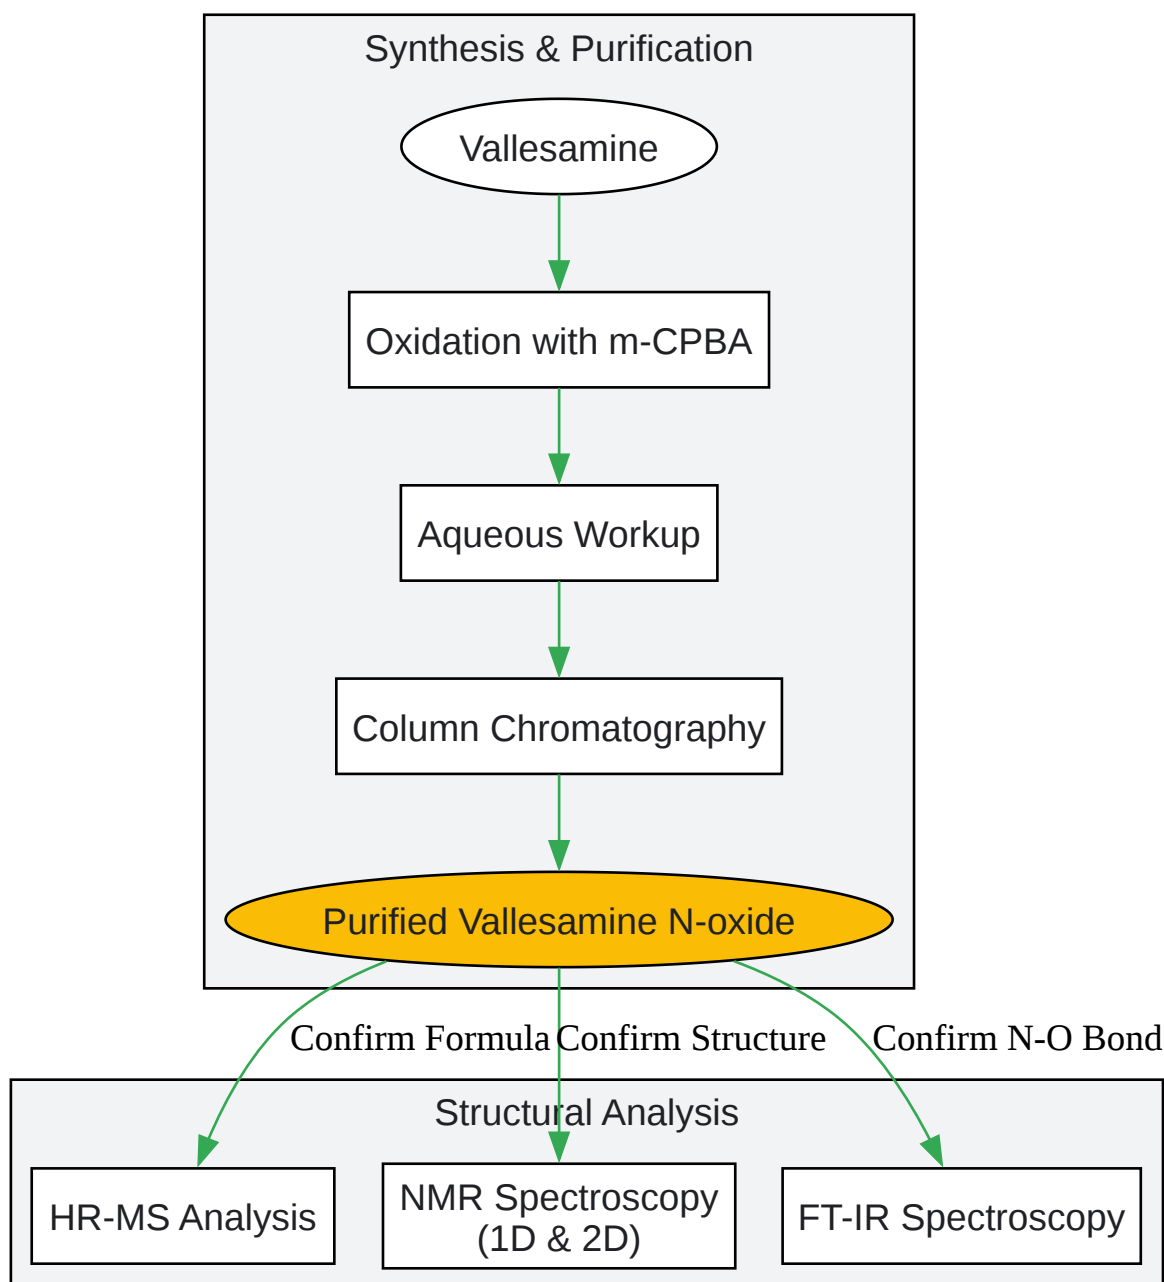 Synthesis & Purification
Vallesamine
Oxidation with m-CPBA
Aqueous Workup
Column Chromatography
Purified Vallesamine N-oxide
Confirm Formula
Confirm Structure
Confirm N-O Bond
Structural Analysis
HR-MS Analysis
NMR Spectroscopy
(1D & 2D)
FT-IR Spectroscopy